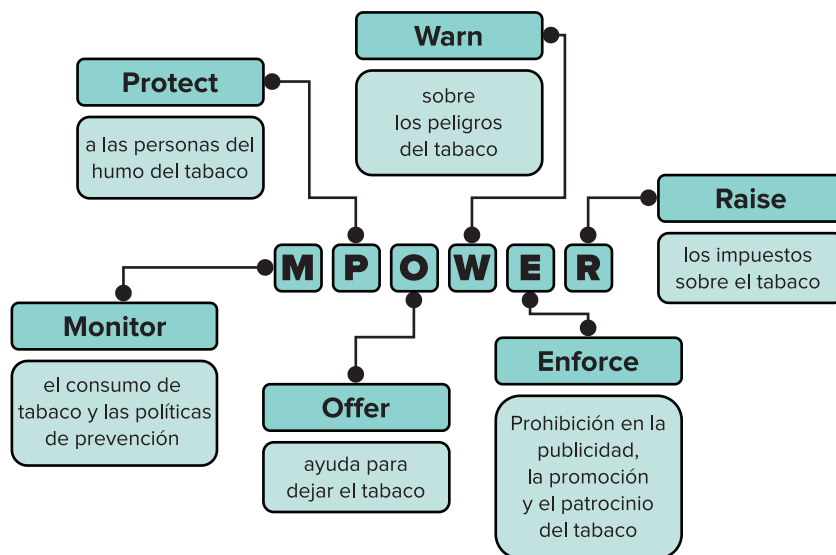 Warn
sobre
los peligros
del tabaco
Protect
a las personas del
humo del tabaco
Raise
los impuestos
sobre el tabaco
MPOWER
Monitor
el consumo de
tabaco y las políticas
de prevención
Offer
ayuda para
dejar el tabaco
Enforce
Prohibición en la
publicidad,
la promoción
y el patrocinio
del tabaco